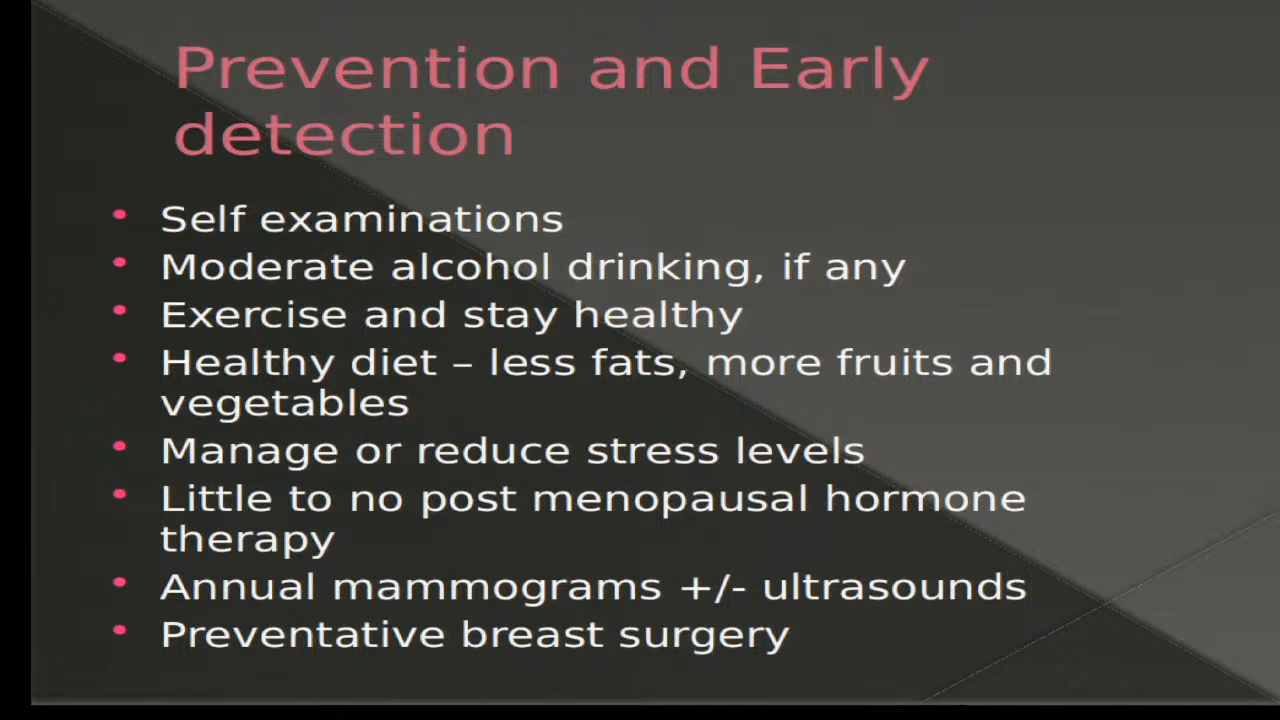 Prevention and Early
detection
• Self examinations
• Moderate alcohol drinking, if any
• Exercise and stay healthy
• Healthy diet – less fats, more fruits and
vegetables
• Manage or reduce stress levels
• Little to no post menopausal hormone
therapy
• Annual mammograms +/- ultrasounds
• Preventative breast surgery